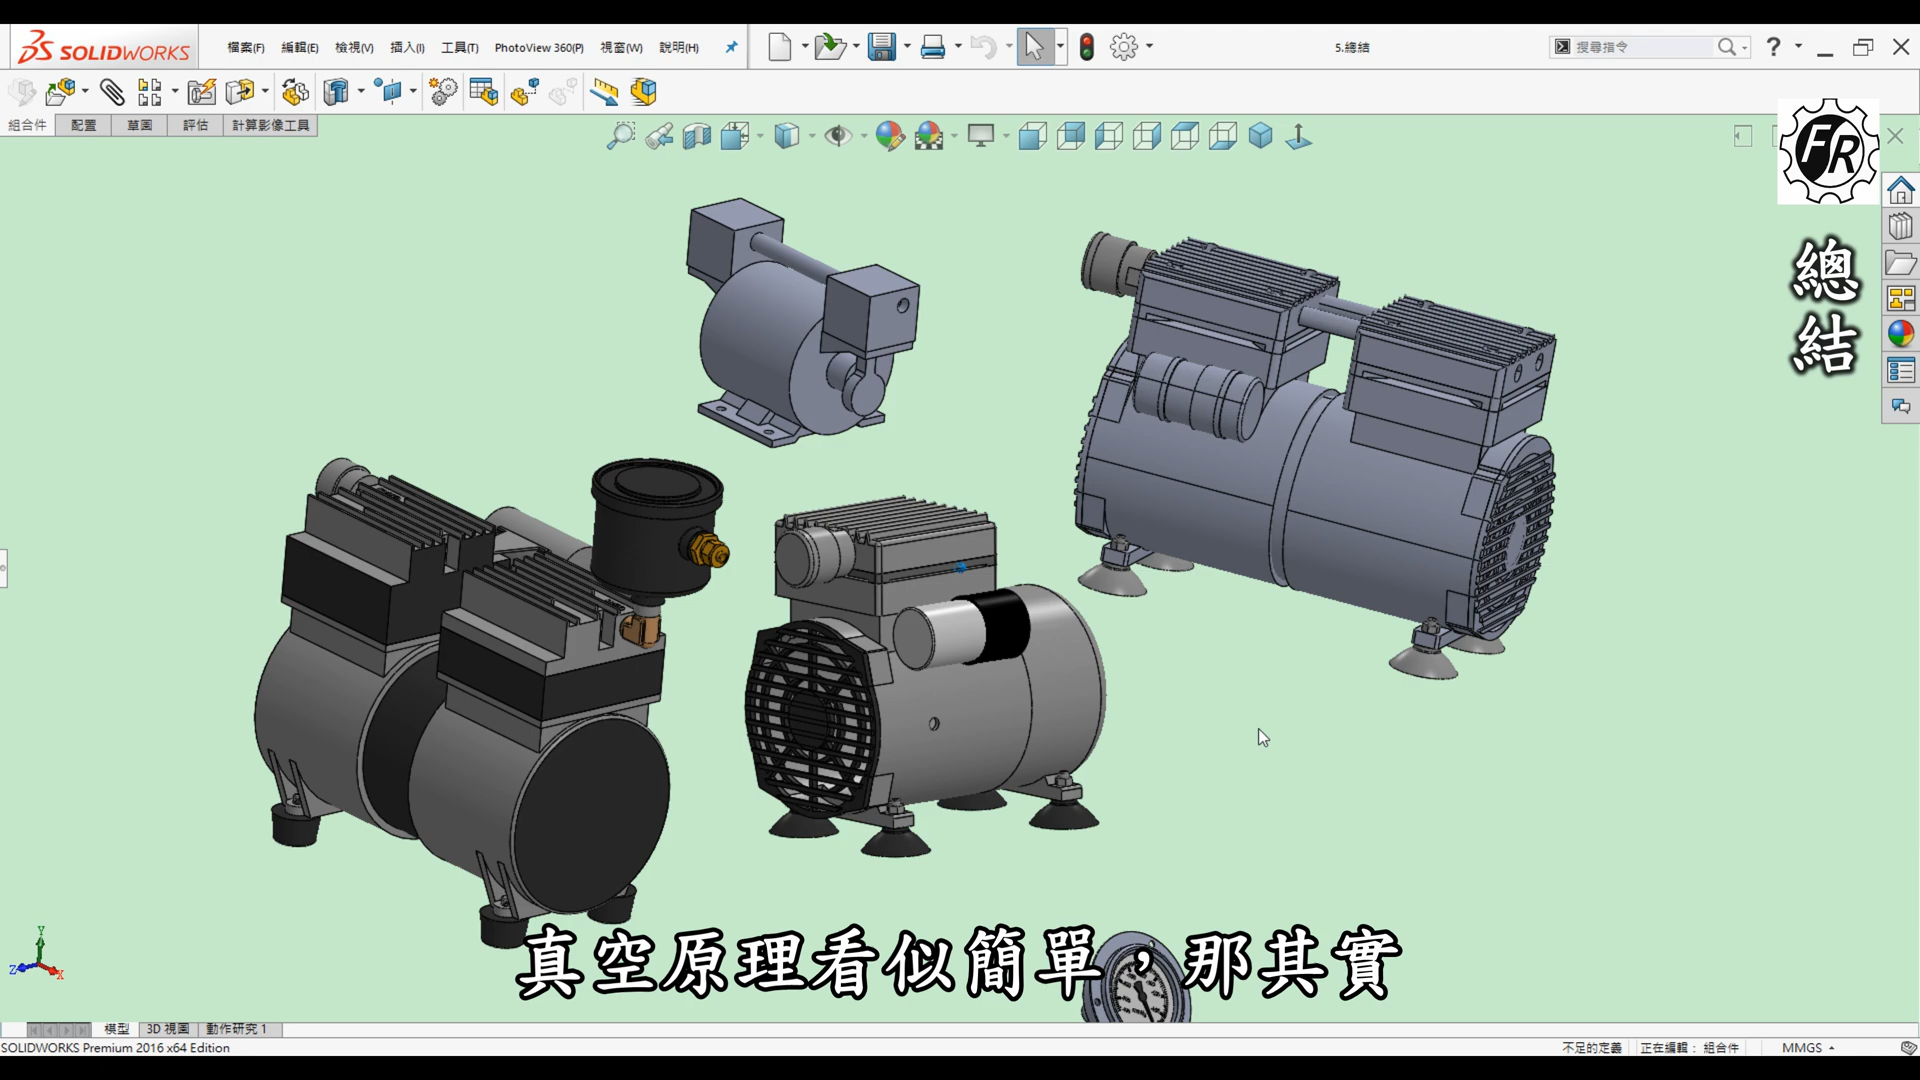 SOLIDWORKS
檔案(F) 編輯(E) 檢視(V) 插入(I) 工具(T) PhotoView 360(P) 視窗(W) 說明(H)
5.總結
搜尋指令
?
組合件 配置 草圖 評估 計算影像工具
FR
總結
真空原理看似簡單，那其實
Y
Z
X
模型 3D 視圖 動作研究 1
SOLIDWORKS Premium 2016 x64 Edition
不足的定義 正在編輯： 組合件 MMGS